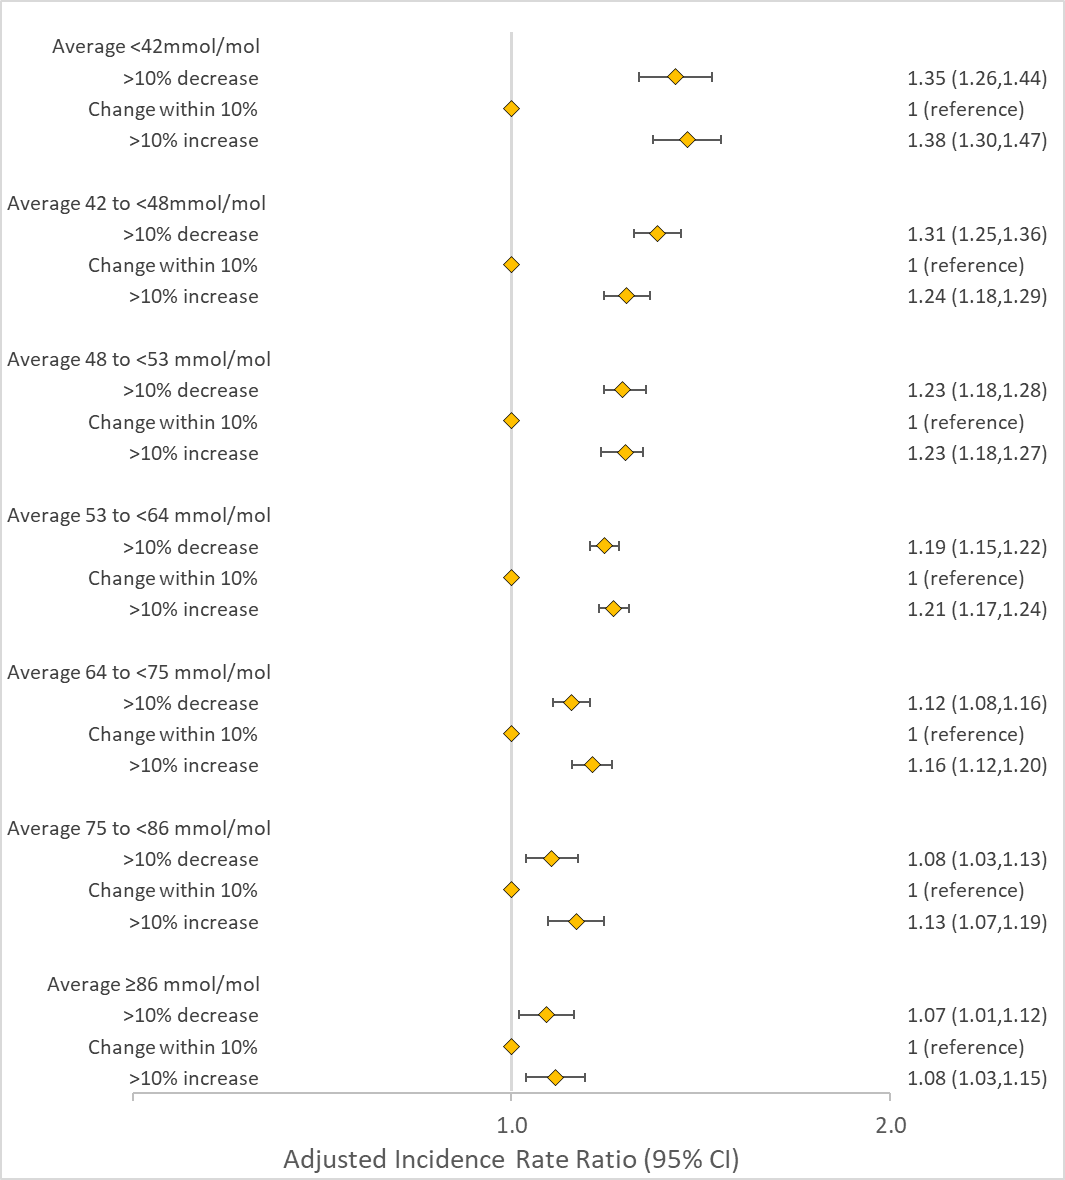 Average <42mmol/mol
>10% decrease 1.35 (1.26,1.44)
Change within 10% 1 (reference)
>10% increase 1.38 (1.30,1.47)
Average 42 to <48mmol/mol
>10% decrease 1.31 (1.25,1.36)
Change within 10% 1 (reference)
>10% increase 1.24 (1.18,1.29)
Average 48 to <53 mmol/mol
>10% decrease 1.23 (1.18,1.28)
Change within 10% 1 (reference)
>10% increase 1.23 (1.18,1.27)
Average 53 to <64 mmol/mol
>10% decrease 1.19 (1.15,1.22)
Change within 10% 1 (reference)
>10% increase 1.21 (1.17,1.24)
Average 64 to <75 mmol/mol
>10% decrease 1.12 (1.08,1.16)
Change within 10% 1 (reference)
>10% increase 1.16 (1.12,1.20)
Average 75 to <86 mmol/mol
>10% decrease 1.08 (1.03,1.13)
Change within 10% 1 (reference)
>10% increase 1.13 (1.07,1.19)
Average ≥86 mmol/mol
>10% decrease 1.07 (1.01,1.12)
Change within 10% 1 (reference)
>10% increase 1.08 (1.03,1.15)
1.0 2.0
Adjusted Incidence Rate Ratio (95% CI)